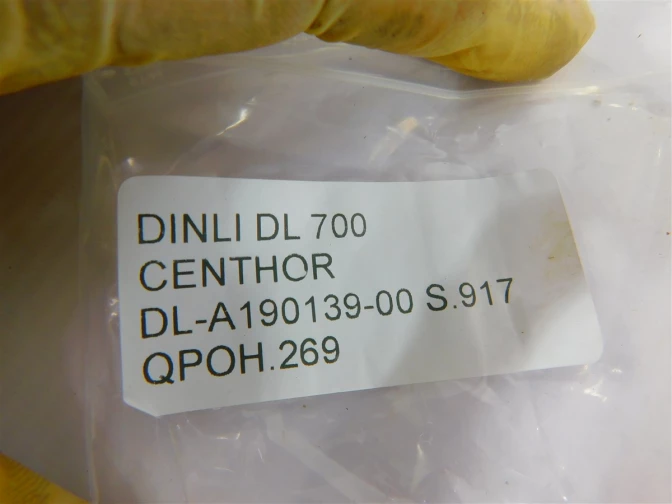 DINLI DL 700
CENTHOR
DL-A190139-00 S.917
QPOH.269